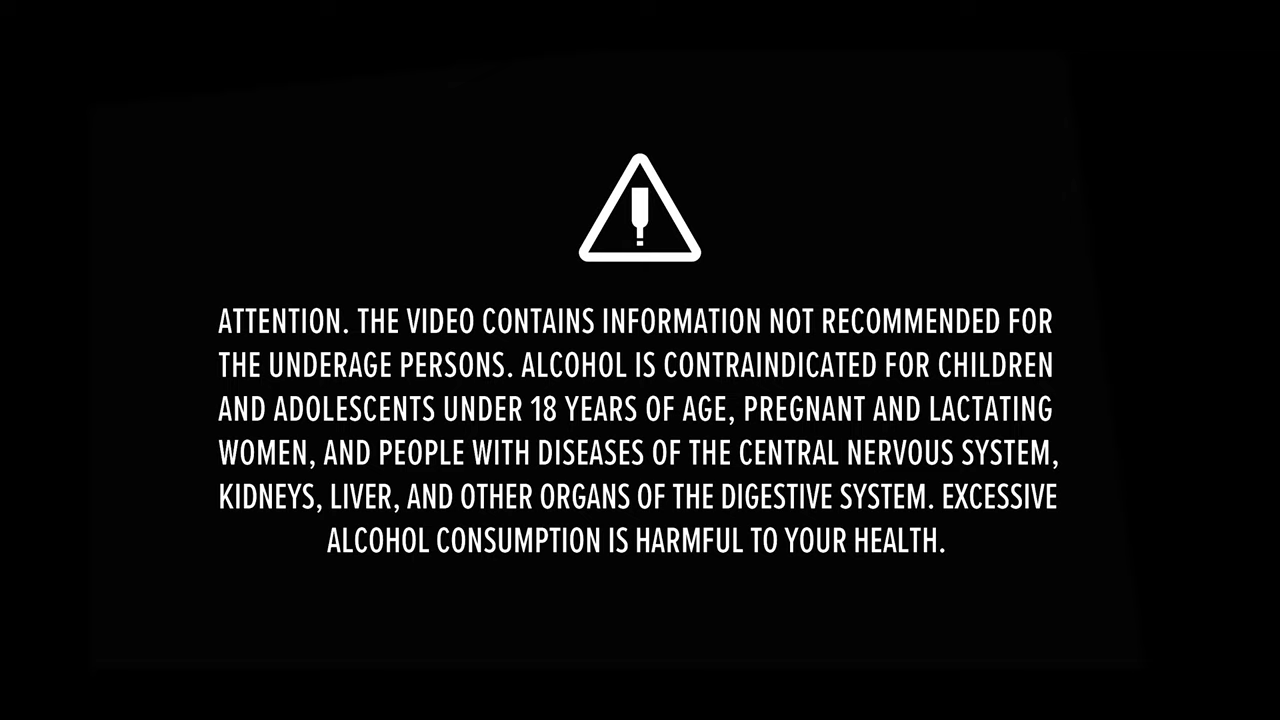 ATTENTION. THE VIDEO CONTAINS INFORMATION NOT RECOMMENDED FOR
THE UNDERAGE PERSONS. ALCOHOL IS CONTRAINDICATED FOR CHILDREN
AND ADOLESCENTS UNDER 18 YEARS OF AGE, PREGNANT AND LACTATING
WOMEN, AND PEOPLE WITH DISEASES OF THE CENTRAL NERVOUS SYSTEM,
KIDNEYS, LIVER, AND OTHER ORGANS OF THE DIGESTIVE SYSTEM. EXCESSIVE
ALCOHOL CONSUMPTION IS HARMFUL TO YOUR HEALTH.